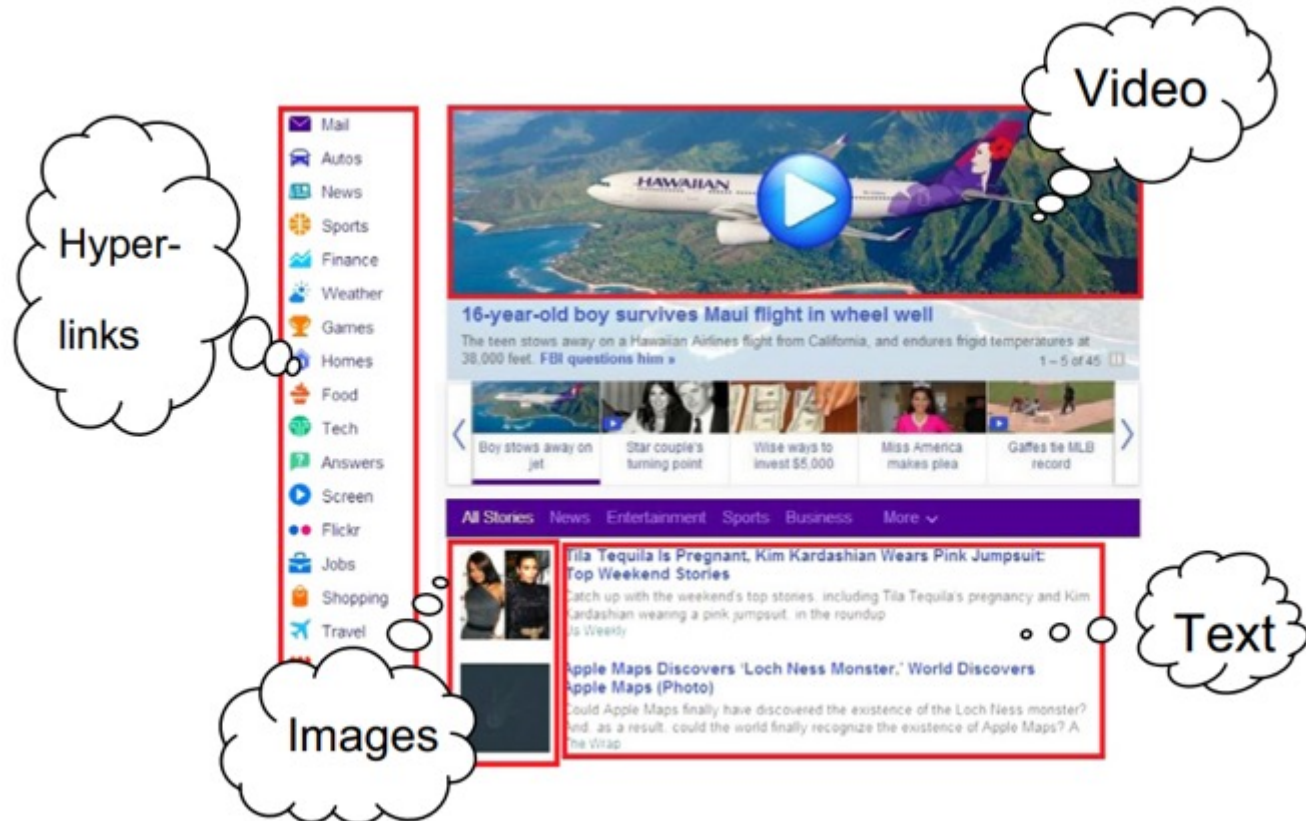 Video
Hyper-
links
Mail
Autos
News
Sports
Finance
Weather
Games
Homes
Food
Tech
Answers
Screen
Flickr
Jobs
Shopping
Travel
HAWAIIAN
16-year-old boy survives Maui flight in wheel well
The teen stows away on a Hawaiian Airlines flight from California, and endures frigid temperatures at
38,000 feet. FBI questions him »
1 – 5 of 45
Boy stows away on
jet
Star couple's
turning point
Wise ways to
invest $5,000
Miss America
makes plea
Gaffes tie MLB
record
All Stories News Entertainment Sports Business More
Tila Tequila Is Pregnant, Kim Kardashian Wears Pink Jumpsuit:
Top Weekend Stories
Catch up with the weekend's top stories, including Tila Tequila's pregnancy and Kim
Kardashian wearing a pink jumpsuit, in the roundup
Us Weekly
Apple Maps Discovers 'Loch Ness Monster,' World Discovers
Apple Maps (Photo)
Could Apple Maps finally have discovered the existence of the Loch Ness monster?
And, as a result, could the world finally recognize the existence of Apple Maps? A
The Wrap
Text
Images